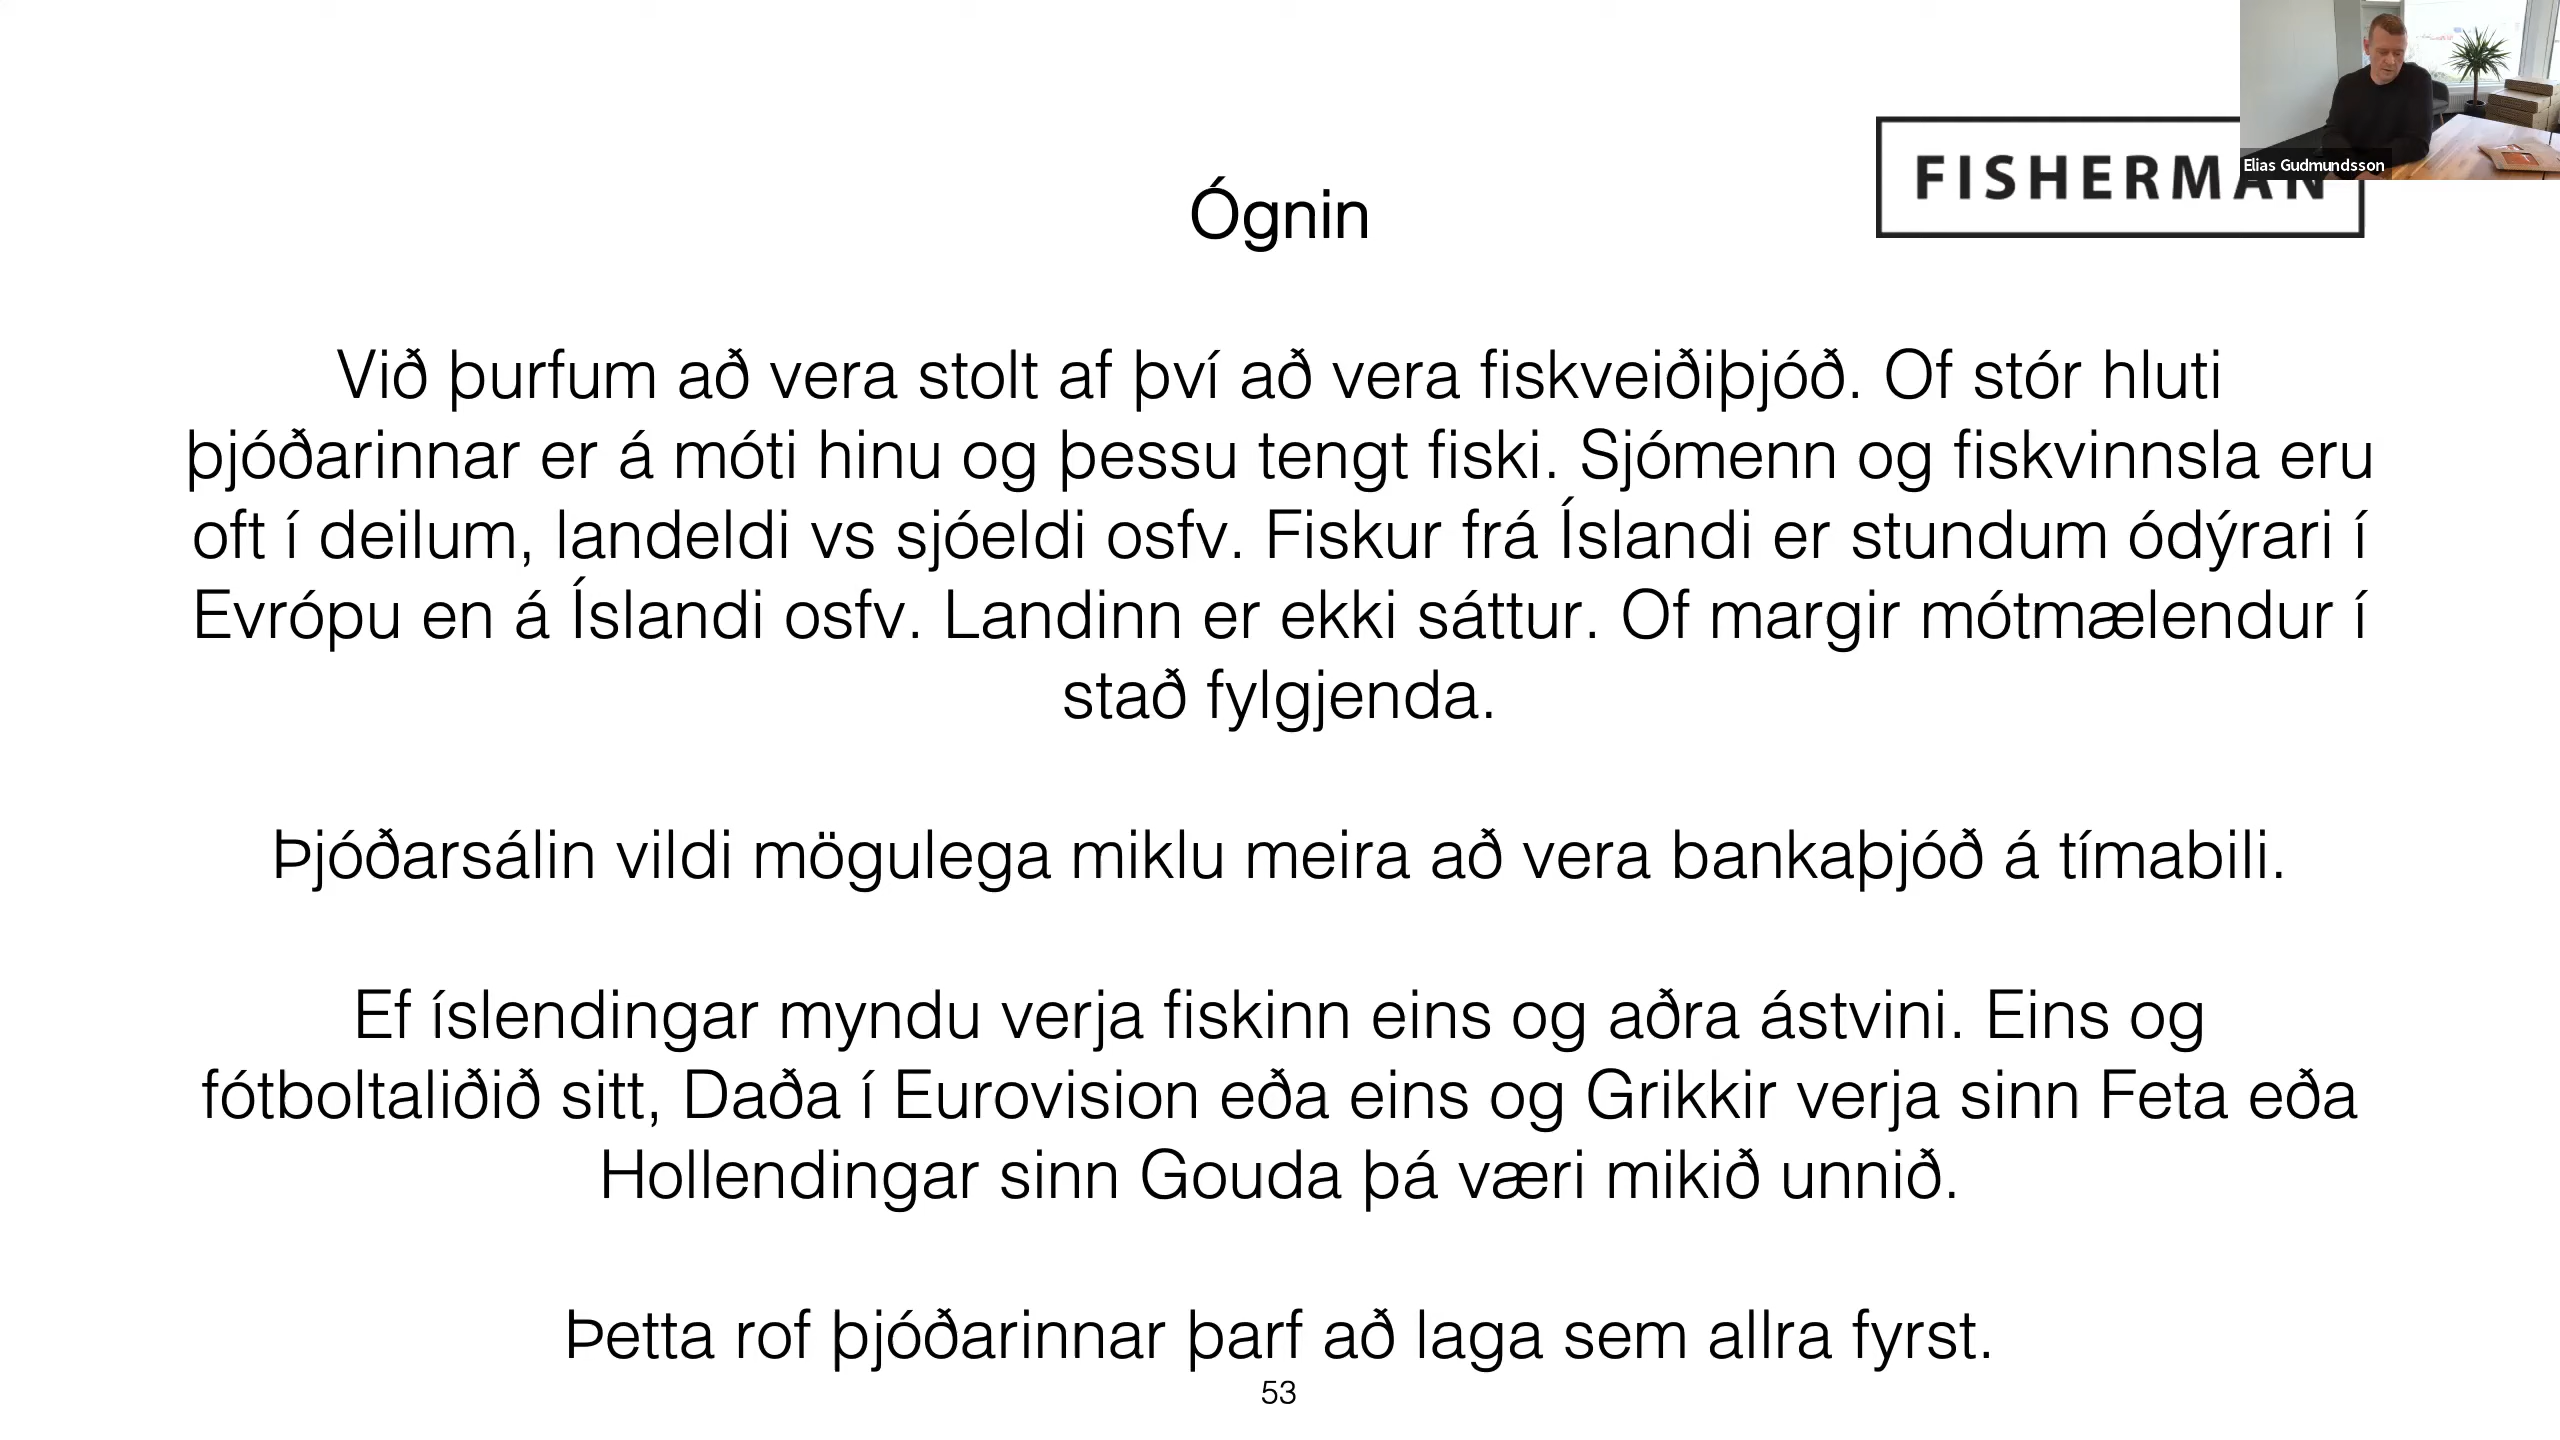 Elias Gudmundsson
FISHERMAN
Ógnin
Við þurfum að vera stolt af því að vera fiskveiðiþjóð. Of stór hluti
þjóðarinnar er á móti hinu og þessu tengt fiski. Sjómenn og fiskvinnsla eru
oft í deilum, landeldi vs sjóeldi osfv. Fiskur frá Íslandi er stundum ódýrari í
Evrópu en á Íslandi osfv. Landinn er ekki sáttur. Of margir mótmælendur í
stað fylgjenda.
Þjóðarsálin vildi mögulega miklu meira að vera bankaþjóð á tímabili.
Ef íslendingar myndu verja fiskinn eins og aðra ástvini. Eins og
fótboltaliðið sitt, Daða í Eurovision eða eins og Grikkir verja sinn Feta eða
Hollendingar sinn Gouda þá væri mikið unnið.
Þetta rof þjóðarinnar þarf að laga sem allra fyrst.
53